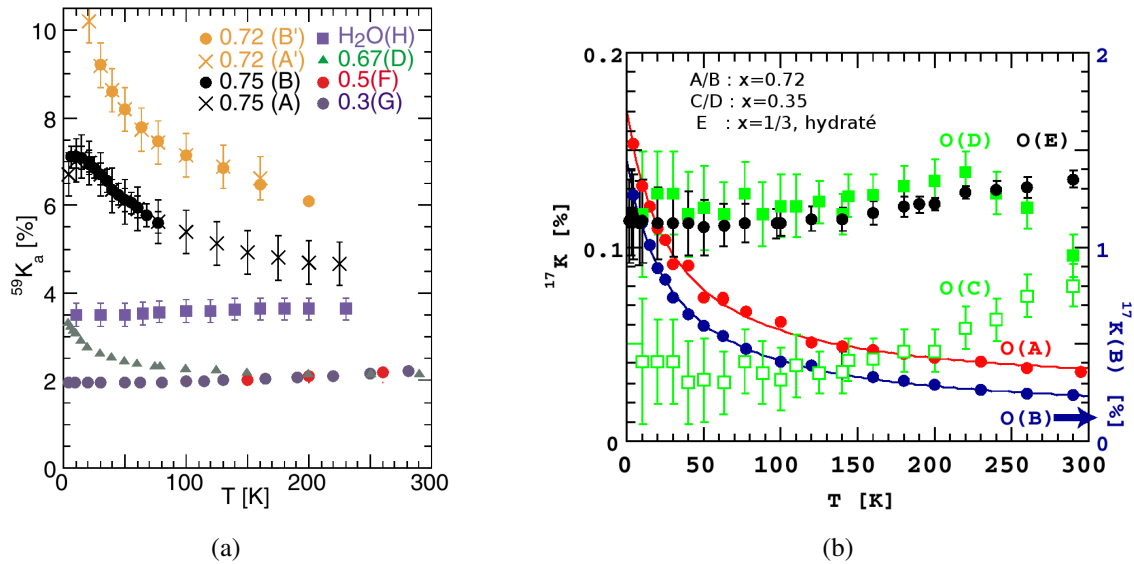 (a)
10
8
6
4
2
0
⁵⁹Kₐ [%]
0.72 (B')
0.72 (A')
0.75 (B)
0.75 (A)
H₂O(H)
0.67(D)
0.5(F)
0.3(G)
0
100
200
300
T [K]
(b)
0.2
0.1
0
¹⁷K [%]
A/B : x=0.72
C/D : x=0.35
E : x=1/3, hydraté
O(D)
O(E)
O(C)
O(A)
O(B)
2
1
0
¹⁷K(B) [%]
0 50 100 150 200 250 300
T [K]